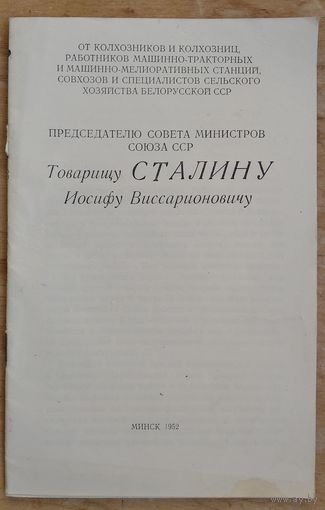 ОТ КОЛХОЗНИКОВ И КОЛХОЗНИЦ,
РАБОТНИКОВ МАШИННО-ТРАКТОРНЫХ
И МАШИННО-МЕЛИОРАТИВНЫХ СТАНЦИЙ,
СОВХОЗОВ И СПЕЦИАЛИСТОВ СЕЛЬСКОГО
ХОЗЯЙСТВА БЕЛОРУССКОЙ ССР
ПРЕДСЕДАТЕЛЮ СОВЕТА МИНИСТРОВ
СОЮЗА ССР
Товарищу СТАЛИНУ
Иосифу Виссарионовичу
МИНСК 1952